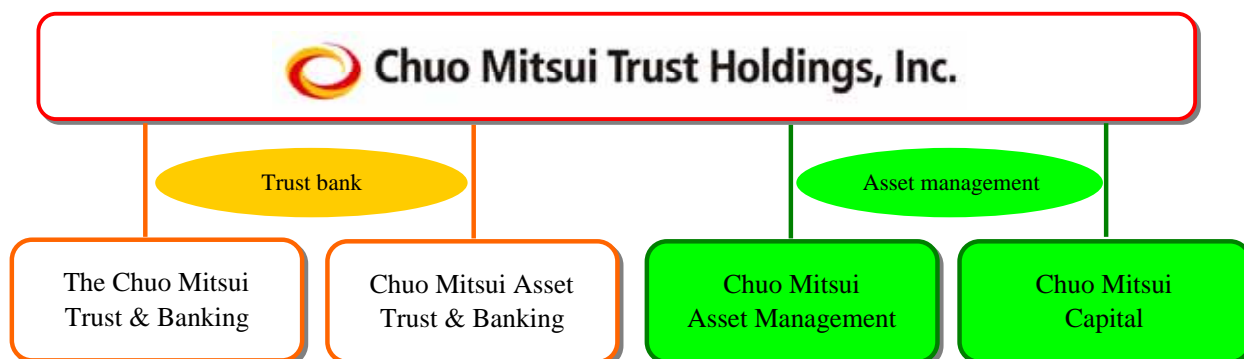 Chuo Mitsui Trust Holdings, Inc.
Trust bank
Asset management
The Chuo Mitsui
Trust & Banking
Chuo Mitsui Asset
Trust & Banking
Chuo Mitsui
Asset Management
Chuo Mitsui
Capital